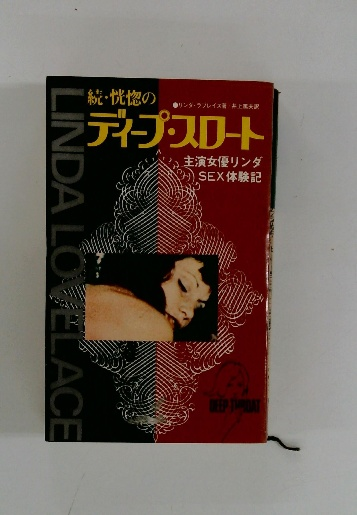 続・恍惚の
●リンダ・ラブレイス著 井上篤夫訳
ディープ・スロート
主演女優リンダ
SEX体験記
LINDA LOVELACE
DEEP THROAT